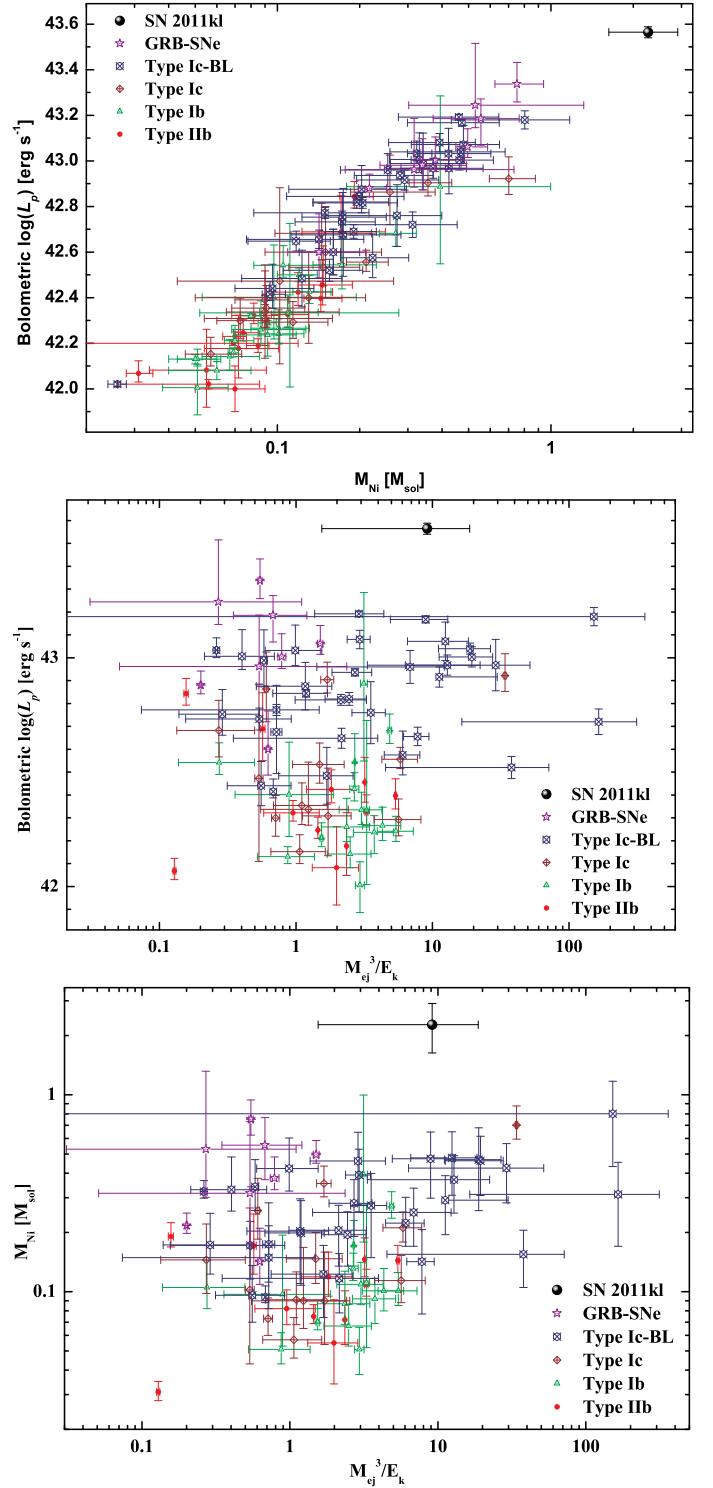 43.6
43.4
43.2
43.0
42.8
42.6
42.4
42.2
42.0
Bolometric log(Lp) [erg s-1]
SN 2011kl
GRB-SNe
Type Ic-BL
Type Ic
Type Ib
Type IIb
0.1
1
MNi [Msol]
43
42
Bolometric log(Lp) [erg s-1]
SN 2011kl
GRB-SNe
Type Ic-BL
Type Ic
Type Ib
Type IIb
0.1
1
10
100
Mej3/Ek
1
0.1
MNi [Msol]
SN 2011kl
GRB-SNe
Type Ic-BL
Type Ic
Type Ib
Type IIb
0.1
1
10
100
Mej3/Ek